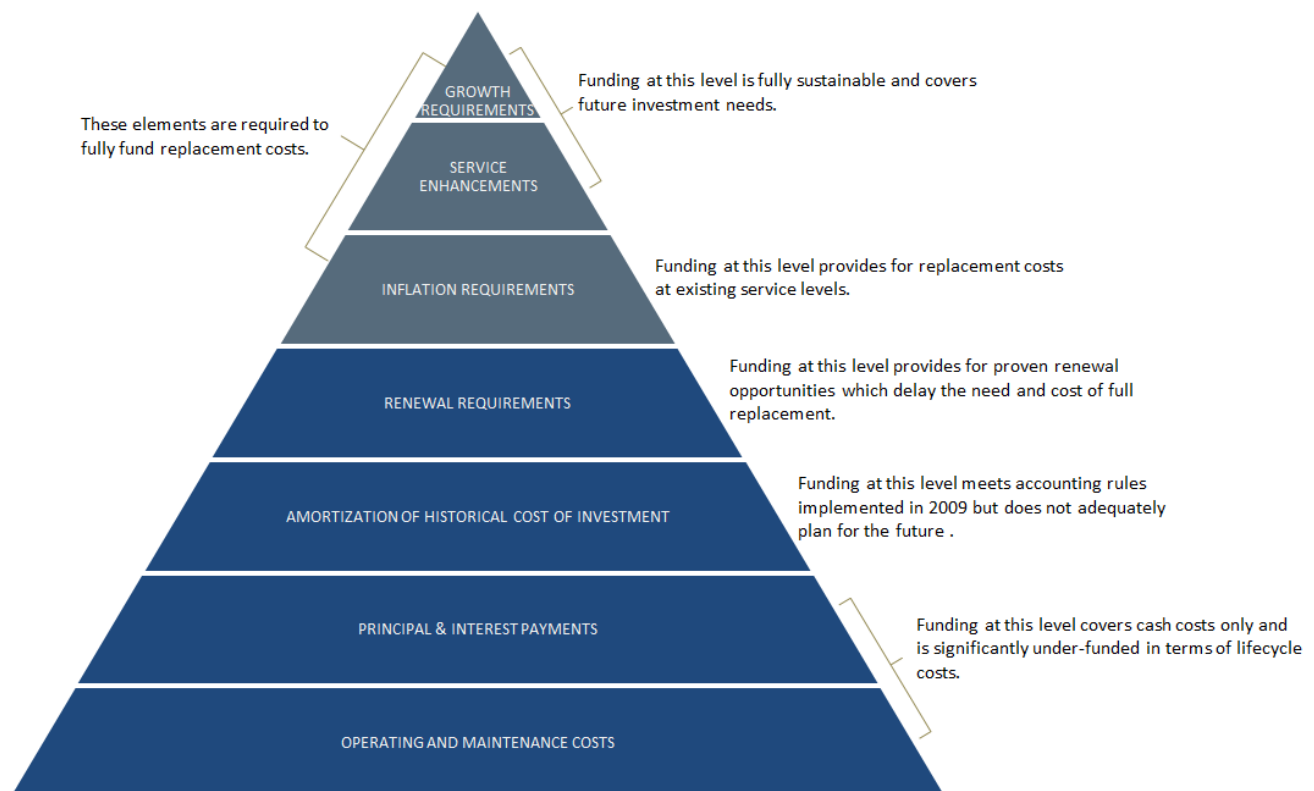 GROWTH
REQUIREMENTS
Funding at this level is fully sustainable and covers
future investment needs.
These elements are required to
fully fund replacement costs.
SERVICE
ENHANCEMENTS
INFLATION REQUIREMENTS
Funding at this level provides for replacement costs
at existing service levels.
RENEWAL REQUIREMENTS
Funding at this level provides for proven renewal
opportunities which delay the need and cost of full
replacement.
AMORTIZATION OF HISTORICAL COST OF INVESTMENT
Funding at this level meets accounting rules
implemented in 2009 but does not adequately
plan for the future .
PRINCIPAL & INTEREST PAYMENTS
Funding at this level covers cash costs only and
is significantly under-funded in terms of lifecycle
costs.
OPERATING AND MAINTENANCE COSTS